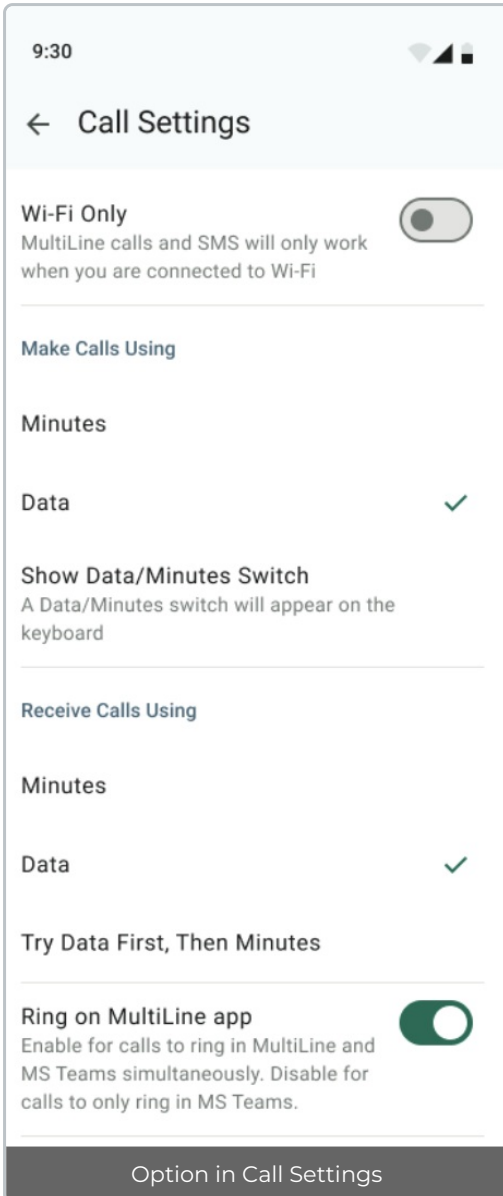 9:30
Call Settings
Wi-Fi Only
MultiLine calls and SMS will only work
when you are connected to Wi-Fi
Make Calls Using
Minutes
Data
Show Data/Minutes Switch
A Data/Minutes switch will appear on the
keyboard
Receive Calls Using
Minutes
Data
Try Data First, Then Minutes
Ring on MultiLine app
Enable for calls to ring in MultiLine and
MS Teams simultaneously. Disable for
calls to only ring in MS Teams.
Option in Call Settings